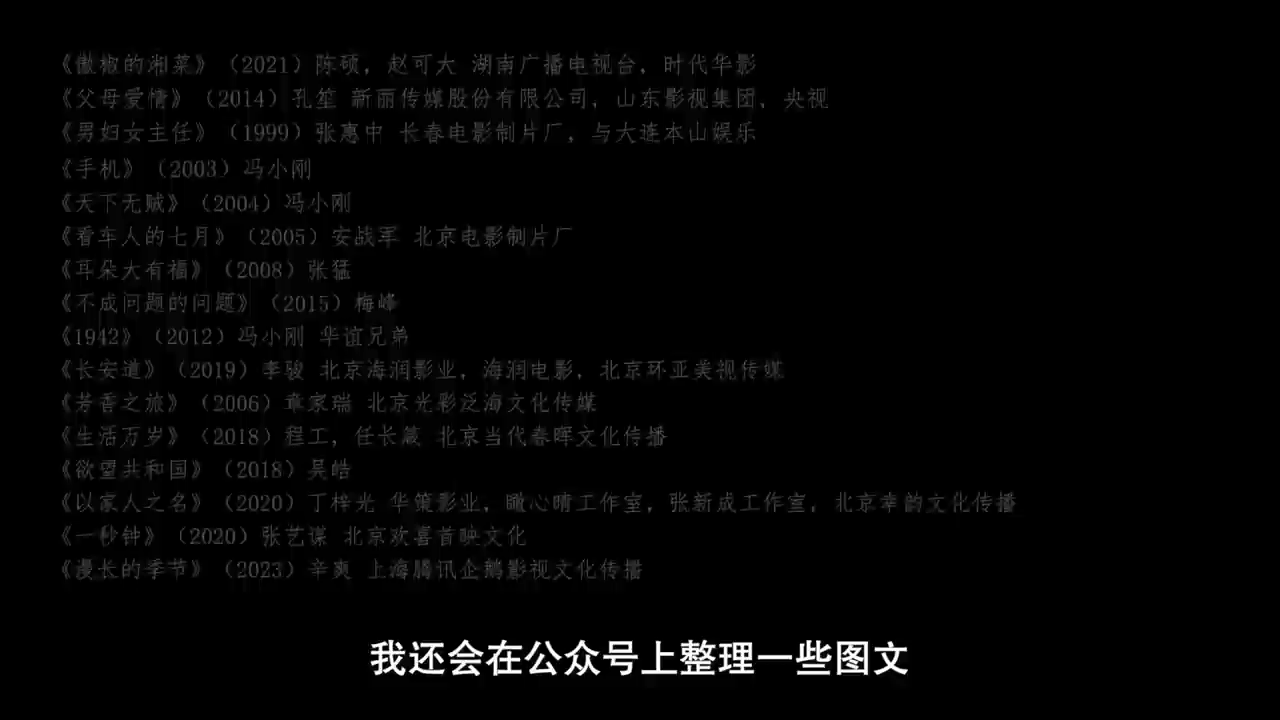 《傲椒的湘菜》（2021）陈硕，赵可大 湖南广播电视台，时代华影
《父母爱情》（2014）孔笙 新丽传媒股份有限公司，山东影视集团，央视
《男妇女主任》（1999）张惠中 长春电影制片厂，与大连本山娱乐
《手机》（2003）冯小刚
《天下无贼》（2004）冯小刚
《看车人的七月》（2005）安战军 北京电影制片厂
《耳朵大有福》（2008）张猛
《不成问题的问题》（2015）梅峰
《1942》（2012）冯小刚 华谊兄弟
《长安道》（2019）李骏 北京海润影业，海润电影，北京环亚美视传媒
《芳香之旅》（2006）章家瑞 北京光彩泛海文化传媒
《生活万岁》（2018）程工，任长箴 北京当代春晖文化传播
《欲望共和国》（2018）吴皓
《以家人之名》（2020）丁梓光 华策影业，瞰心晴工作室，张新成工作室，北京幸韵文化传播
《一秒钟》（2020）张艺谋 北京欢喜首映文化
《漫长的季节》（2023）辛爽 上海腾讯企鹅影视文化传播
我还会在公众号上整理一些图文